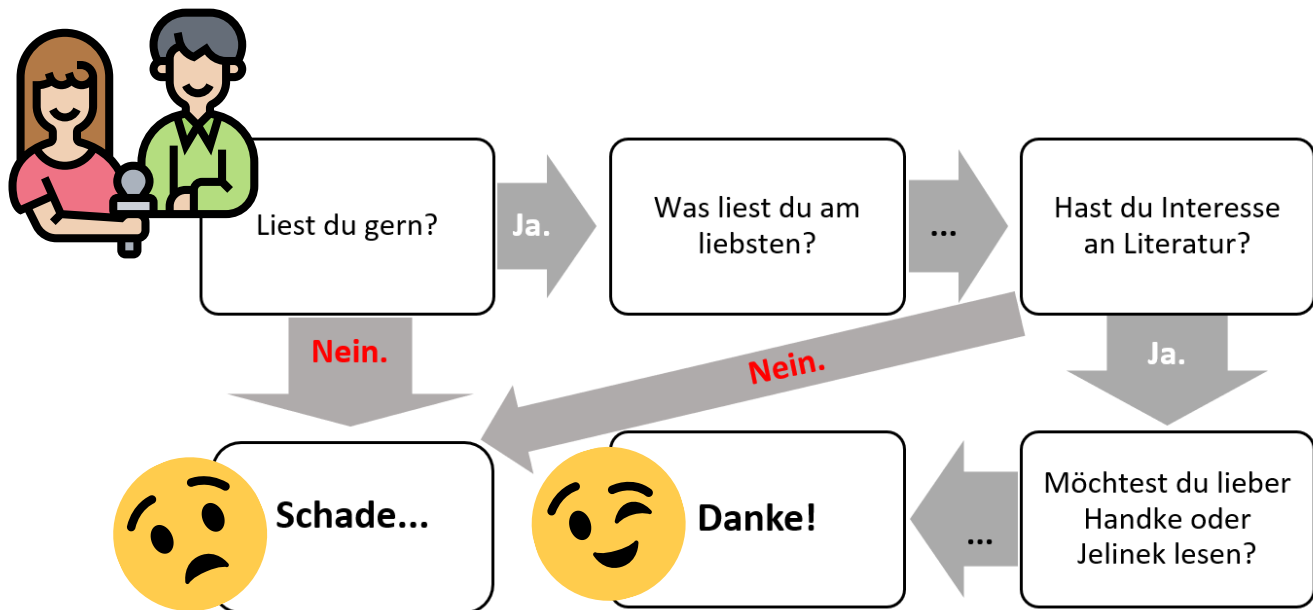 Liest du gern?
Ja.
Was liest du am
liebsten?
...
Hast du Interesse
an Literatur?
Nein.
Nein.
Ja.
Schade...
Danke!
...
Möchtest du lieber
Handke oder
Jelinek lesen?